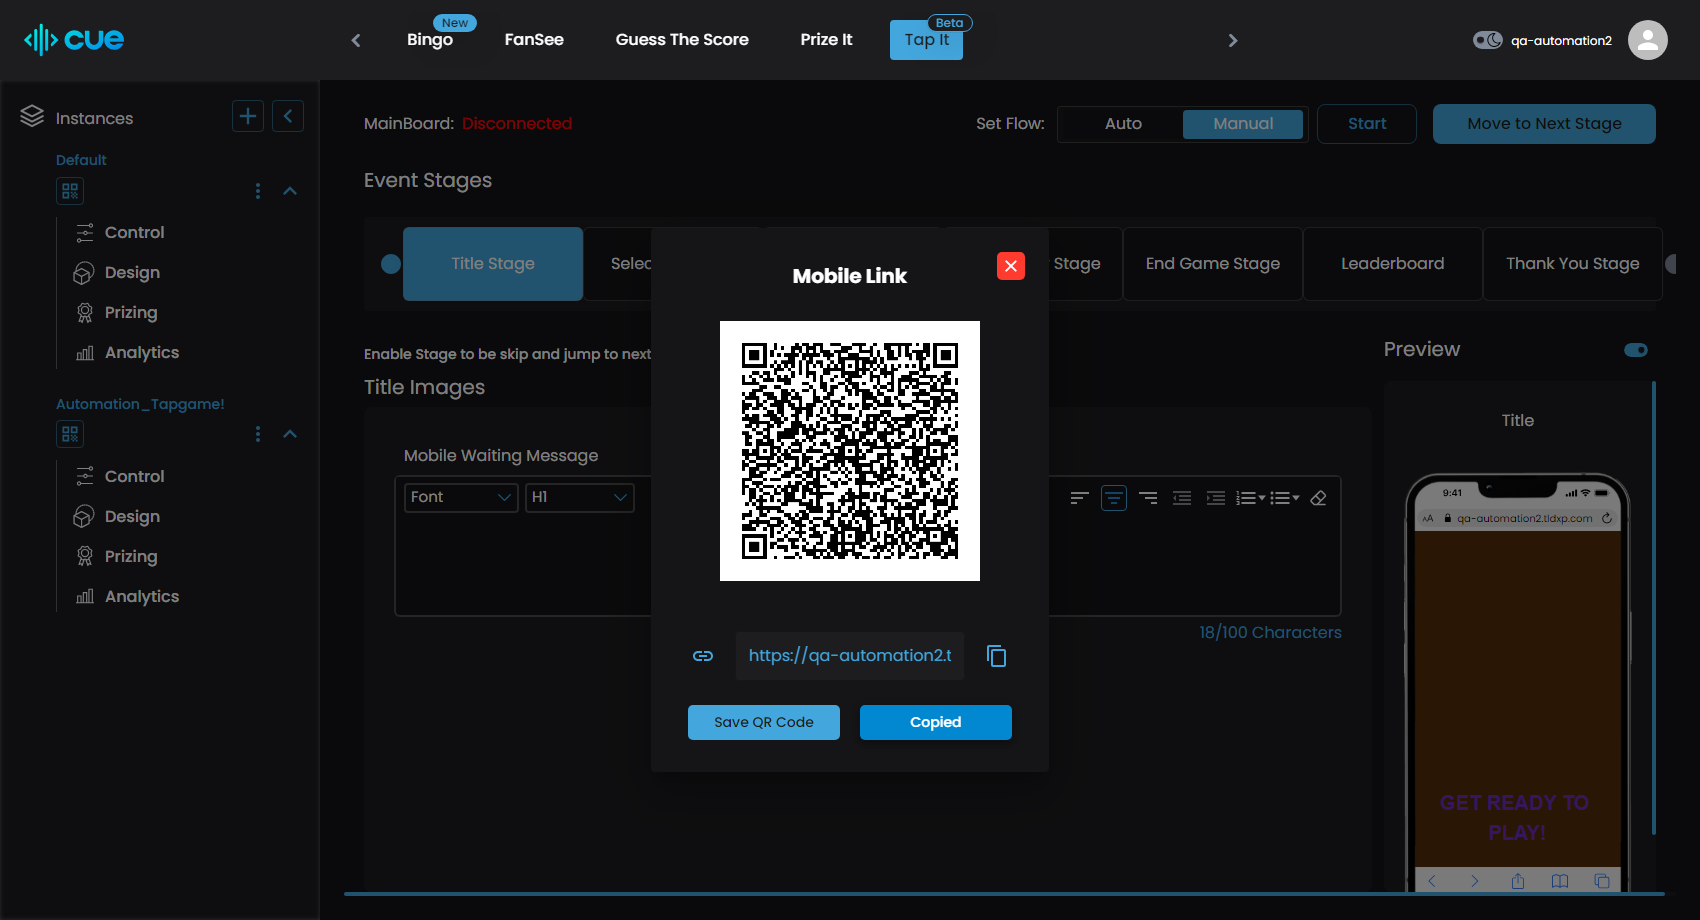 cue
Bingo
New
FanSee
Guess The Score
Prize It
Tap It
Beta
qa-automation2
Instances
Default
Control
Design
Prizing
Analytics
Automation_Tapgame!
Control
Design
Prizing
Analytics
MainBoard: Disconnected
Set Flow:
Auto
Manual
Start
Move to Next Stage
Event Stages
Title Stage
Selec
Stage
End Game Stage
Leaderboard
Thank You Stage
Enable Stage to be skip and jump to next
Title Images
Mobile Waiting Message
Font
H1
18/100 Characters
Mobile Link
https://qa-automation2.t
Save QR Code
Copied
Preview
Title
9:41
AA
qa-automation2.tldxp.com
GET READY TO
PLAY!